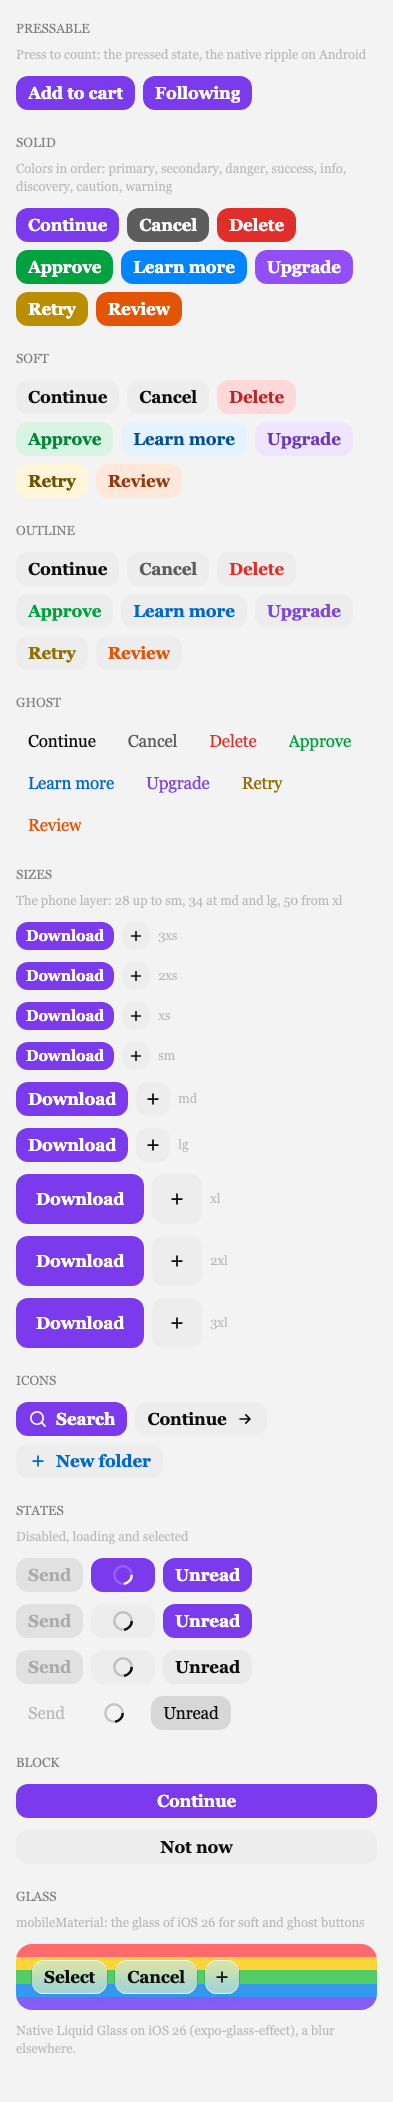 PRESSABLE
Press to count: the pressed state, the native ripple on Android
Add to cart Following
SOLID
Colors in order: primary, secondary, danger, success, info,
discovery, caution, warning
Continue Cancel Delete
Approve Learn more Upgrade
Retry Review
SOFT
Continue Cancel Delete
Approve Learn more Upgrade
Retry Review
OUTLINE
Continue Cancel Delete
Approve Learn more Upgrade
Retry Review
GHOST
Continue Cancel Delete Approve
Learn more Upgrade Retry
Review
SIZES
The phone layer: 28 up to sm, 34 at md and lg, 50 from xl
Download + 3xs
Download + 2xs
Download + xs
Download + sm
Download + md
Download + lg
Download + xl
Download + 2xl
Download + 3xl
ICONS
Search Continue →
+ New folder
STATES
Disabled, loading and selected
Send Unread
Send Unread
Send Unread
Send Unread
BLOCK
Continue
Not now
GLASS
mobileMaterial: the glass of iOS 26 for soft and ghost buttons
Select Cancel +
Native Liquid Glass on iOS 26 (expo-glass-effect), a blur
elsewhere.